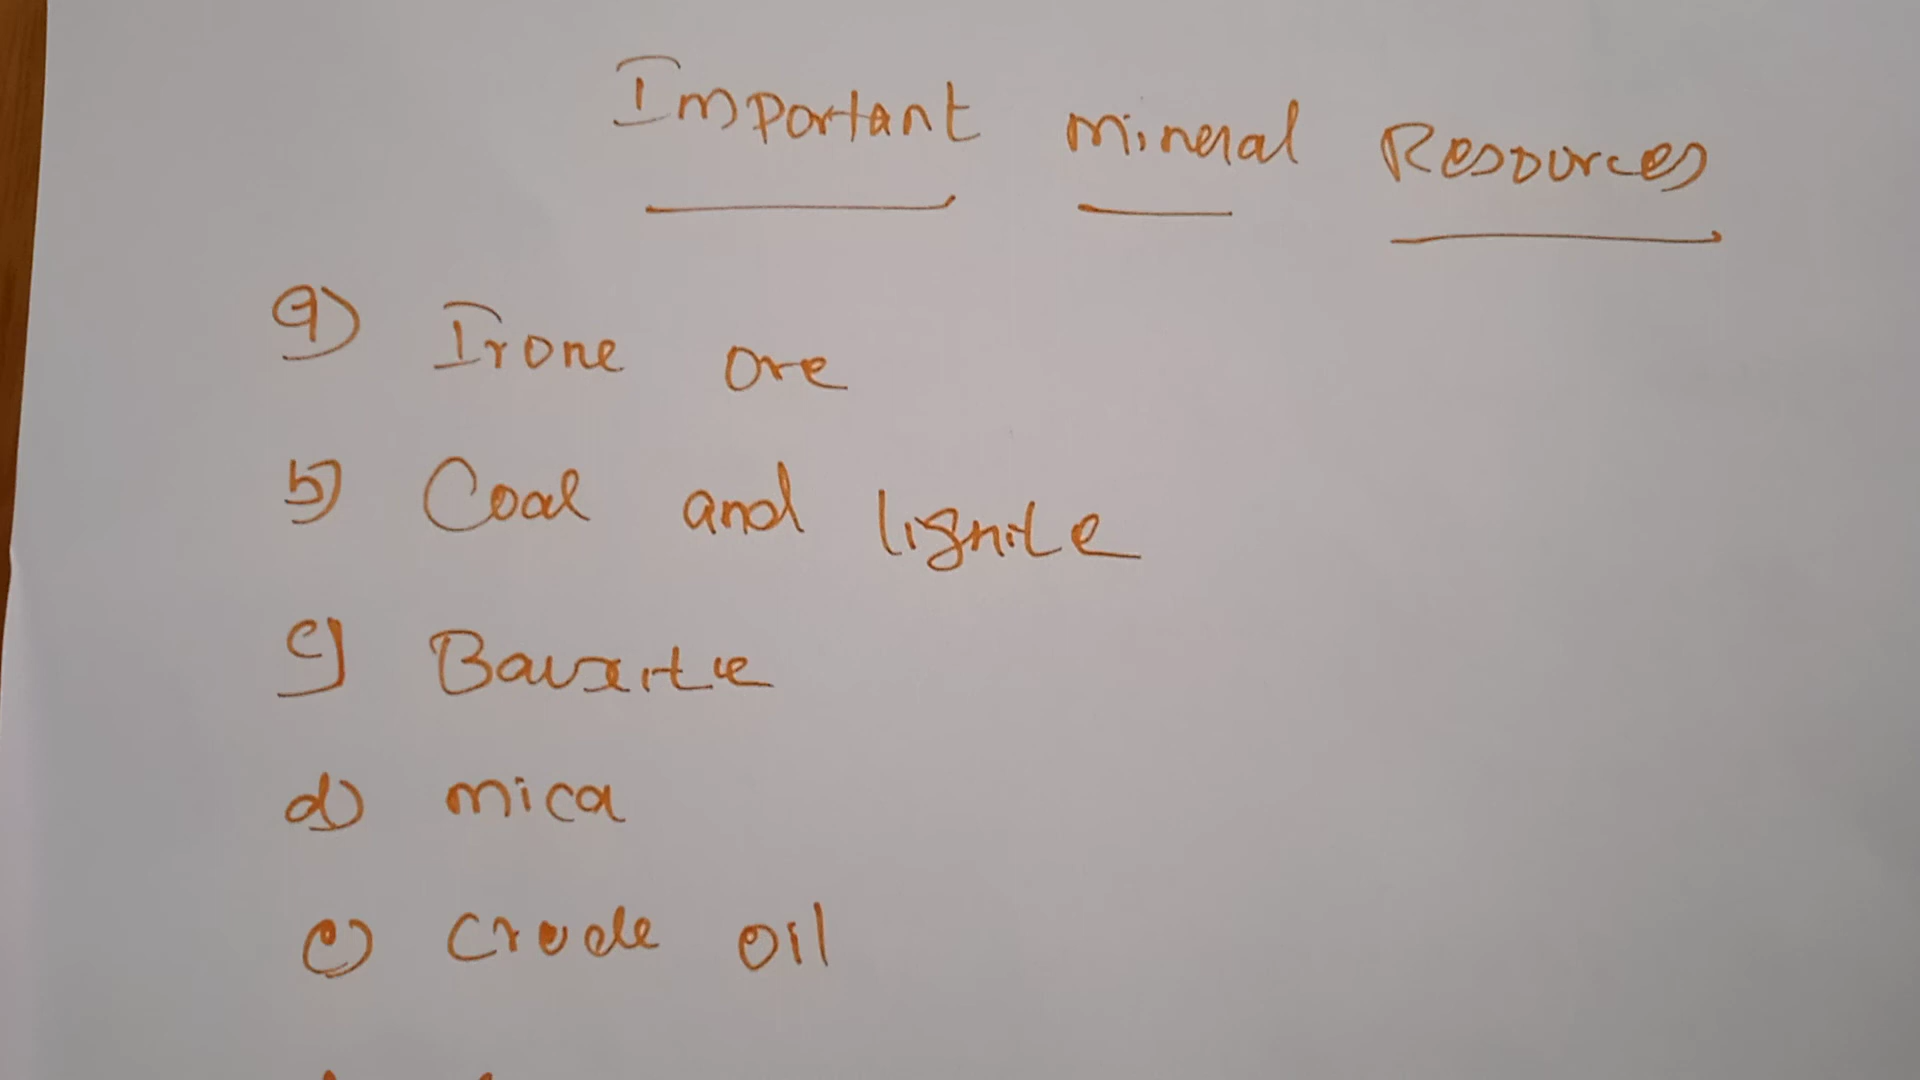 Important mineral Resources
a) Irone ore
b) Coal and lignite
c) Bauxite
d) mica
e) Crude oil